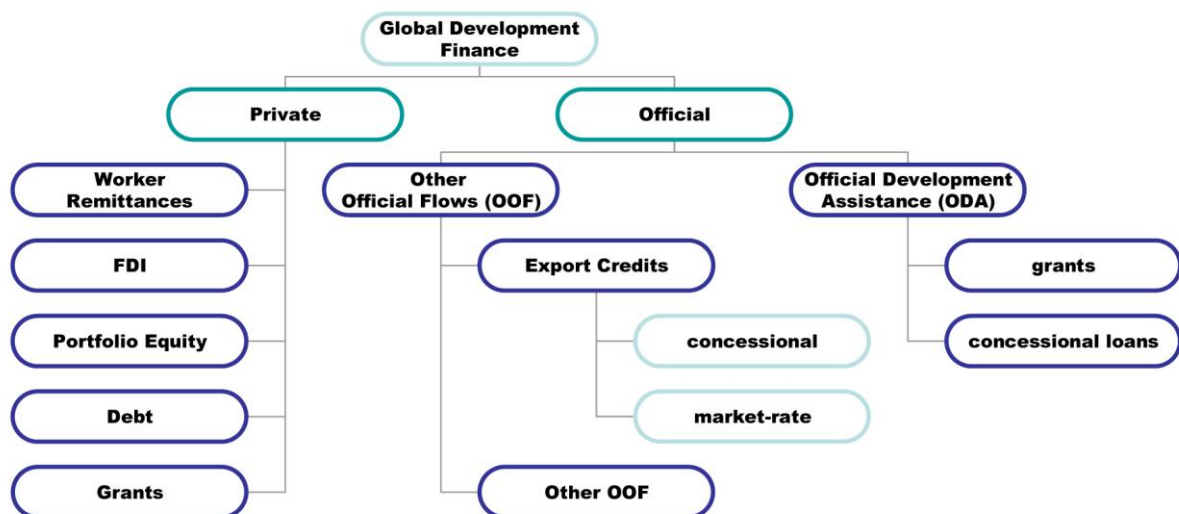 Global Development
Finance
Private
Official
Worker
Remittances
FDI
Portfolio Equity
Debt
Grants
Other
Official Flows (OOF)
Export Credits
concessional
market-rate
Other OOF
Official Development
Assistance (ODA)
grants
concessional loans